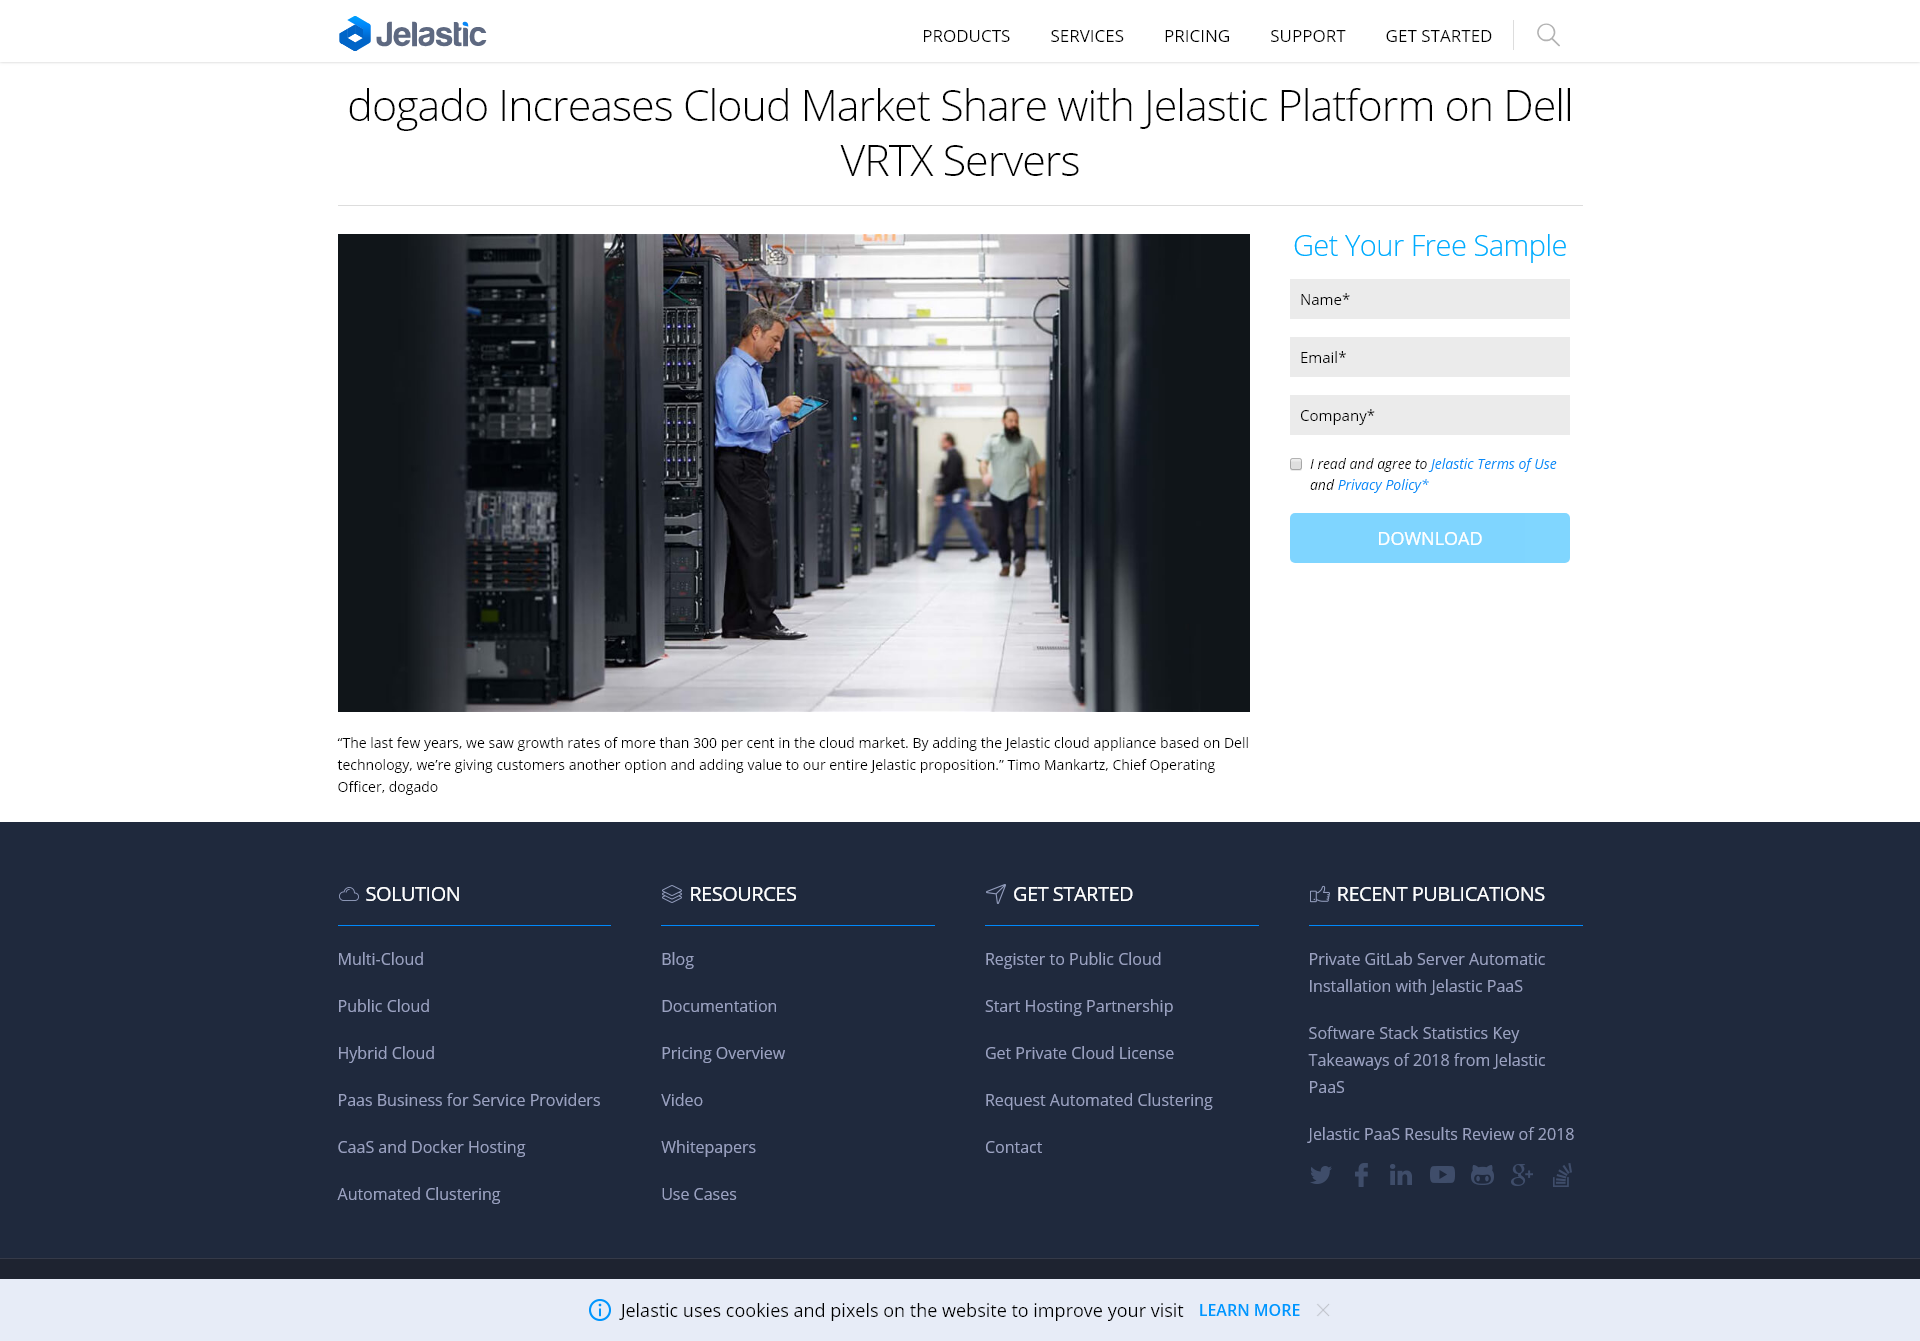 Jelastic
PRODUCTS SERVICES PRICING SUPPORT GET STARTED
dogado Increases Cloud Market Share with Jelastic Platform on Dell
VRTX Servers
EXIT
Get Your Free Sample
Name*
Email*
Company*
I read and agree to Jelastic Terms of Use
and Privacy Policy*
DOWNLOAD
“The last few years, we saw growth rates of more than 300 per cent in the cloud market. By adding the Jelastic cloud appliance based on Dell
technology, we’re giving customers another option and adding value to our entire Jelastic proposition.” Timo Mankartz, Chief Operating
Officer, dogado
SOLUTION
Multi-Cloud
Public Cloud
Hybrid Cloud
Paas Business for Service Providers
CaaS and Docker Hosting
Automated Clustering
RESOURCES
Blog
Documentation
Pricing Overview
Video
Whitepapers
Use Cases
GET STARTED
Register to Public Cloud
Start Hosting Partnership
Get Private Cloud License
Request Automated Clustering
Contact
RECENT PUBLICATIONS
Private GitLab Server Automatic
Installation with Jelastic PaaS
Software Stack Statistics Key
Takeaways of 2018 from Jelastic
PaaS
Jelastic PaaS Results Review of 2018
Jelastic uses cookies and pixels on the website to improve your visit LEARN MORE